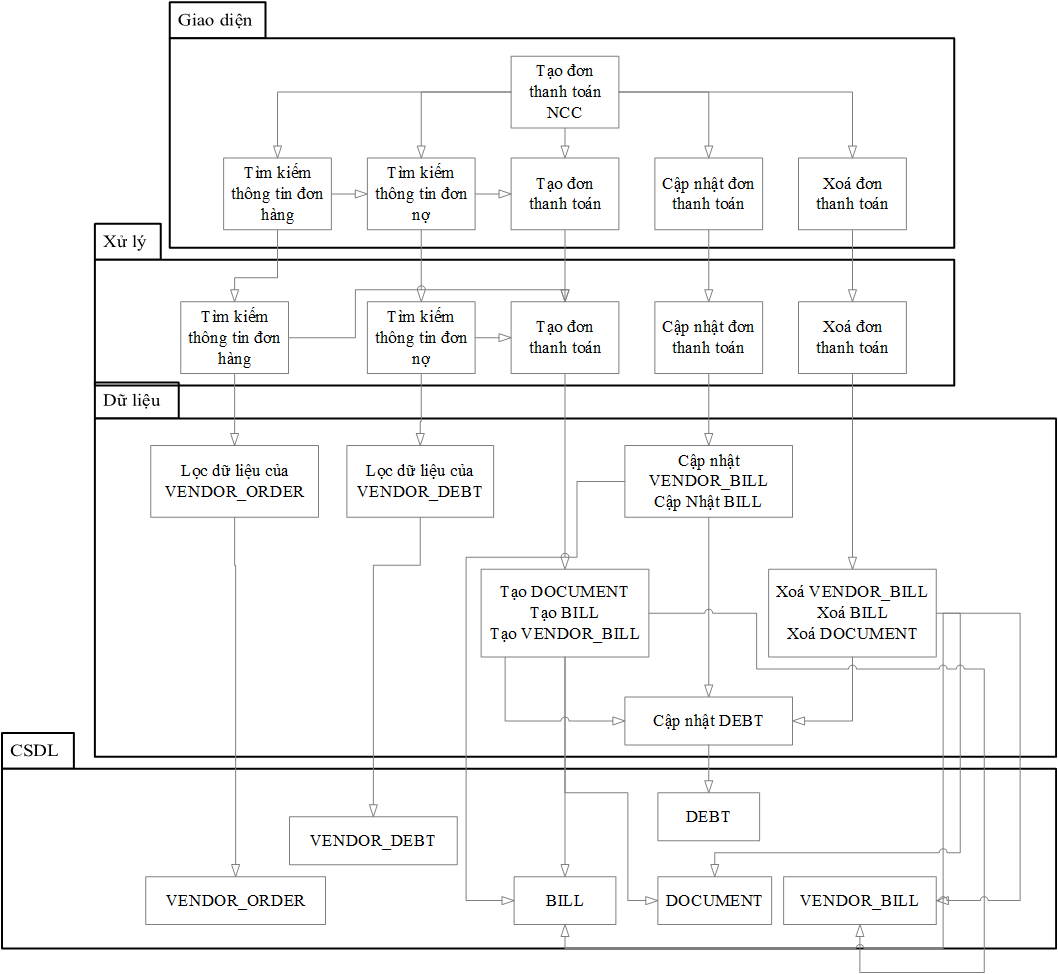 Giao diện
Tạo đơn
thanh toán
NCC
Tìm kiếm
thông tin đơn
hàng
Tìm kiếm
thông tin đơn
nợ
Tạo đơn
thanh toán
Cập nhật đơn
thanh toán
Xoá đơn
thanh toán
Xử lý
Tìm kiếm
thông tin đơn
hàng
Tìm kiếm
thông tin đơn
nợ
Tạo đơn
thanh toán
Cập nhật đơn
thanh toán
Xoá đơn
thanh toán
Dữ liệu
Lọc dữ liệu của
VENDOR_ORDER
Lọc dữ liệu của
VENDOR_DEBT
Cập nhật
VENDOR_BILL
Cập Nhật BILL
Tạo DOCUMENT
Tạo BILL
Tạo VENDOR_BILL
Xoá VENDOR_BILL
Xoá BILL
Xoá DOCUMENT
Cập nhật DEBT
CSDL
DEBT
VENDOR_DEBT
VENDOR_ORDER
BILL
DOCUMENT
VENDOR_BILL